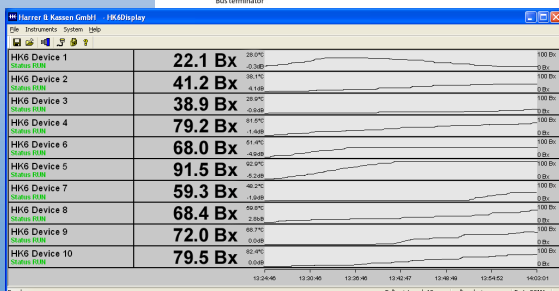 Bus terminator
Harrer & Kassen GmbH - HK6Display
File Instruments System Help
HK6 Device 1 22.1 Bx 28.0°C 100 Bx
Status RUN -0.3dB 0 Bx
HK6 Device 2 41.2 Bx 38.1°C 100 Bx
Status RUN 4.1dB 0 Bx
HK6 Device 3 38.9 Bx 28.9°C 100 Bx
Status RUN -0.9dB 0 Bx
HK6 Device 4 79.2 Bx 81.5°C 100 Bx
Status RUN -1.4dB 0 Bx
HK6 Device 6 68.0 Bx 51.4°C 100 Bx
Status RUN -4.9dB 0 Bx
HK6 Device 5 91.5 Bx 92.9°C 100 Bx
Status RUN -5.2dB 0 Bx
HK6 Device 7 59.3 Bx 48.2°C 100 Bx
Status RUN -1.9dB 0 Bx
HK6 Device 8 68.4 Bx 59.8°C 100 Bx
Status RUN 2.8dB 0 Bx
HK6 Device 9 72.0 Bx 66.7°C 100 Bx
Status RUN 0.0dB 0 Bx
HK6 Device 10 79.5 Bx 82.4°C 100 Bx
Status RUN 0.0dB 0 Bx
13:24:46 13:30:46 13:36:46 13:42:47 13:48:49 13:54:52 14:03:01